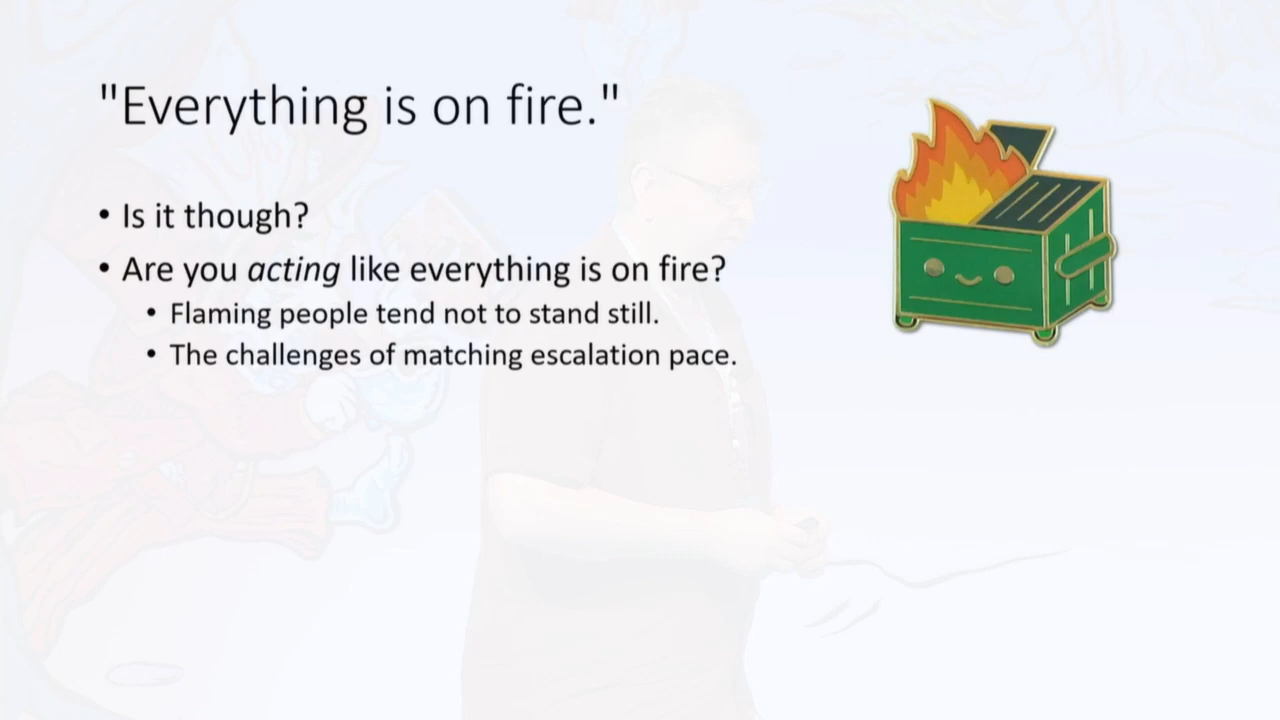 "Everything is on fire."
• Is it though?
• Are you acting like everything is on fire?
• Flaming people tend not to stand still.
• The challenges of matching escalation pace.